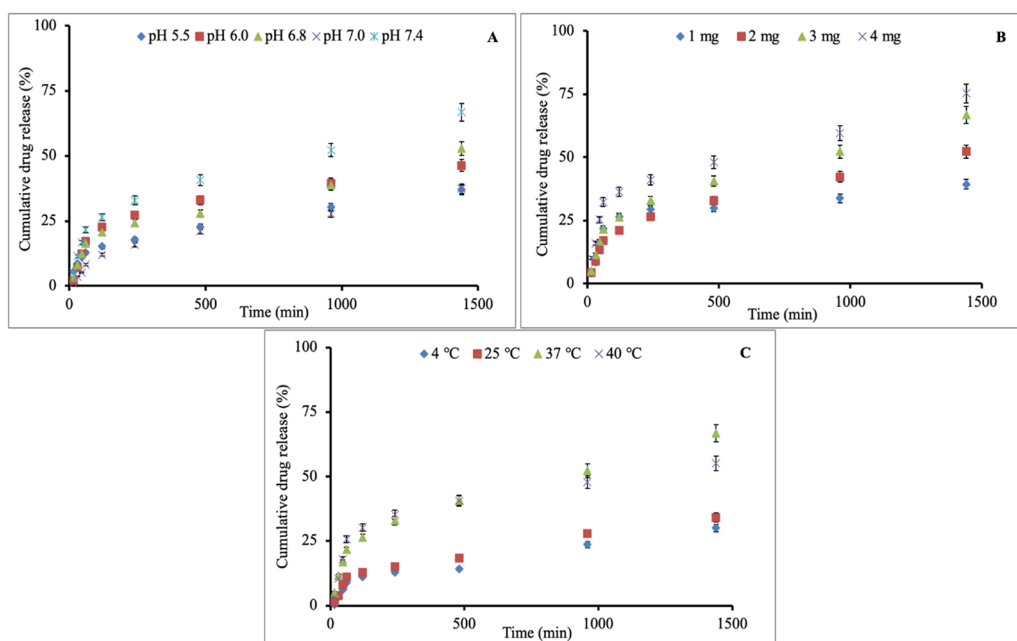 100
pH 5.5 pH 6.0 pH 6.8 pH 7.0 pH 7.4 A
75
50
25
0
0 500 1000 1500
Cumulative drug release (%)
Time (min)
100
1 mg 2 mg 3 mg 4 mg B
75
50
25
0
0 500 1000 1500
Cumulative drug release (%)
Time (min)
100
4 °C 25 °C 37 °C 40 °C C
75
50
25
0
0 500 1000 1500
Cumulative drug release (%)
Time (min)